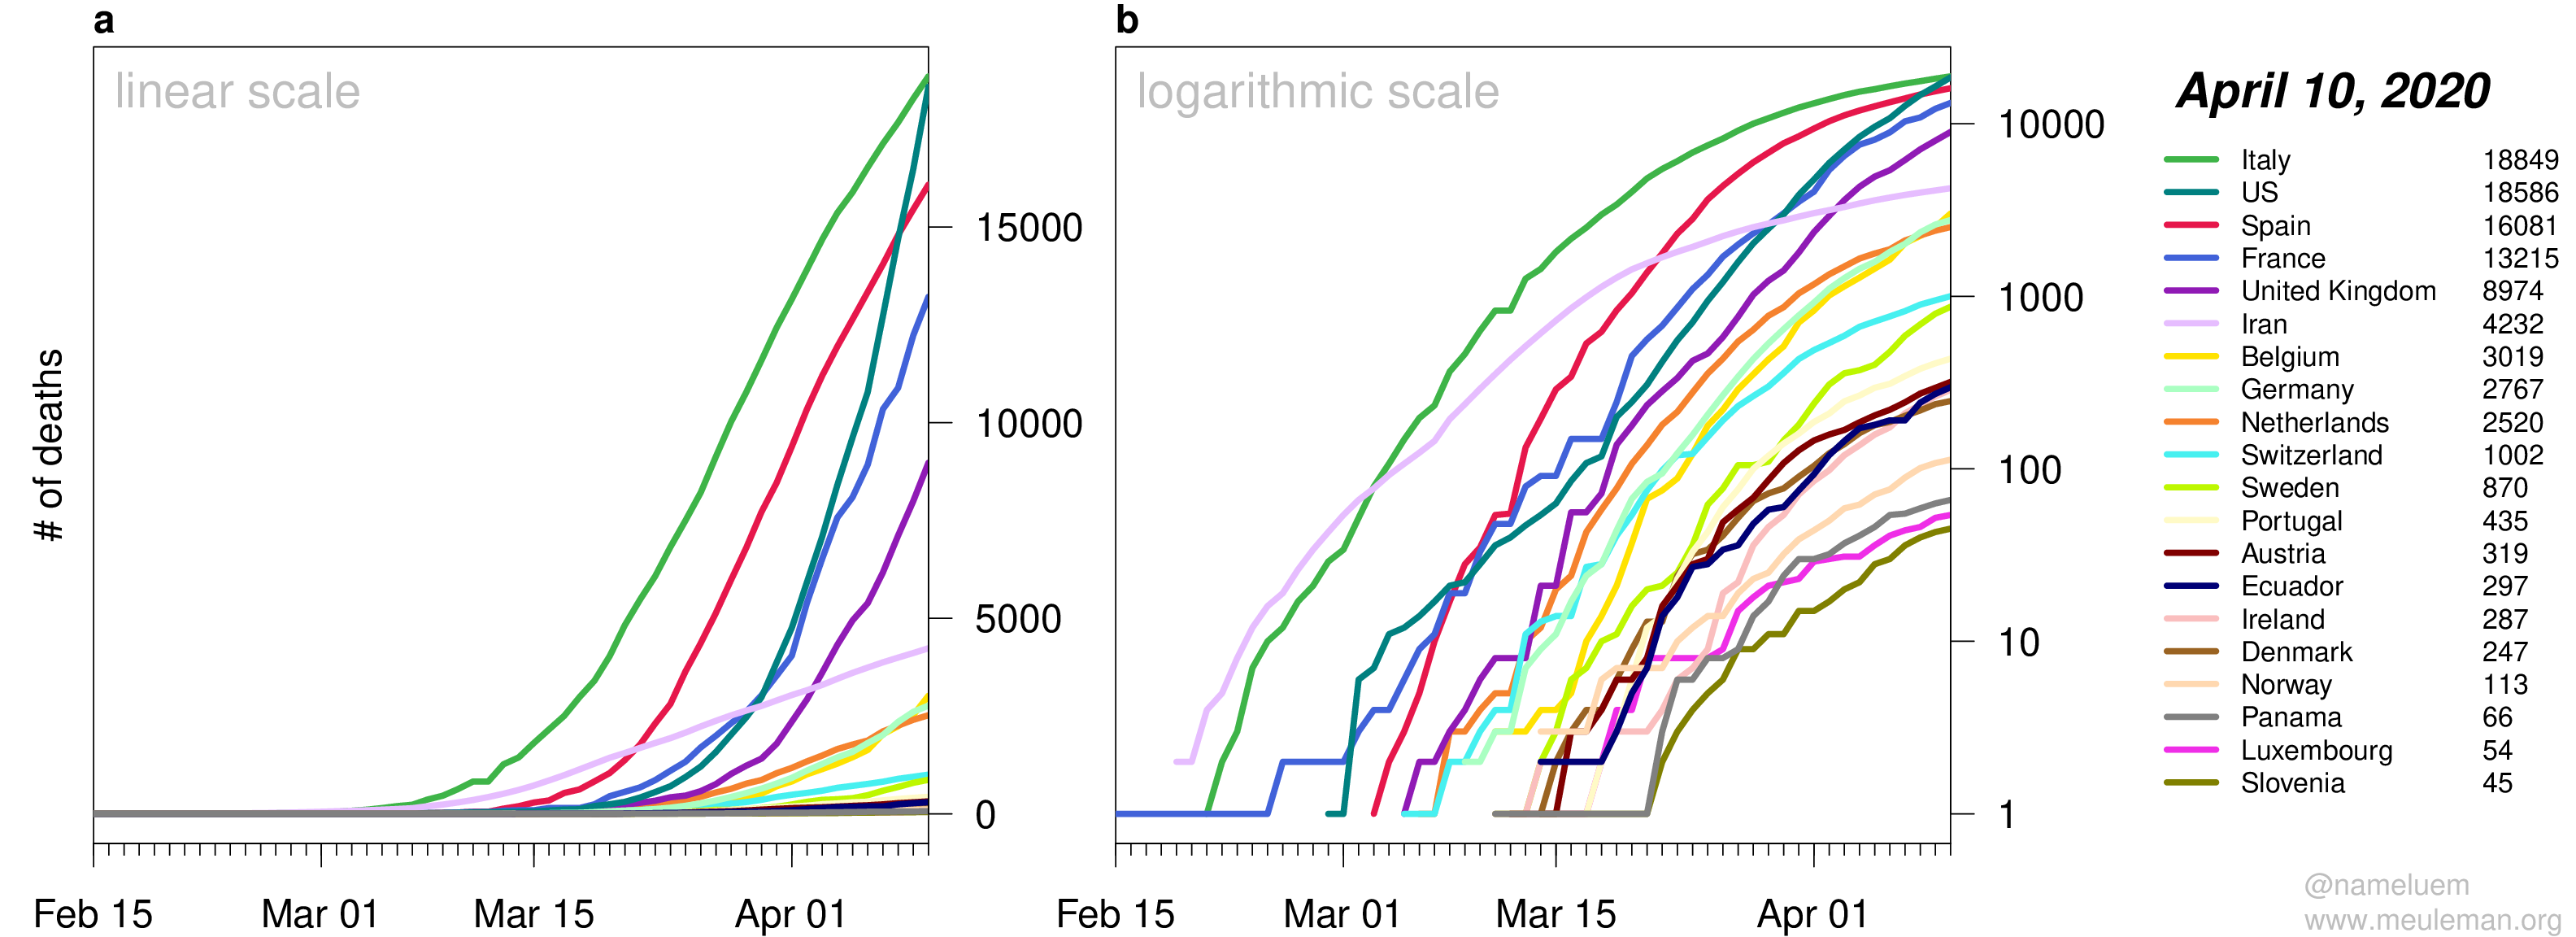 a
linear scale
# of deaths
15000
10000
5000
0
Feb 15 Mar 01 Mar 15 Apr 01
b
logarithmic scale
10000
1000
100
10
1
Feb 15 Mar 01 Mar 15 Apr 01
April 10, 2020
Italy 18849
US 18586
Spain 16081
France 13215
United Kingdom 8974
Iran 4232
Belgium 3019
Germany 2767
Netherlands 2520
Switzerland 1002
Sweden 870
Portugal 435
Austria 319
Ecuador 297
Ireland 287
Denmark 247
Norway 113
Panama 66
Luxembourg 54
Slovenia 45
@nameluem
www.meuleman.org